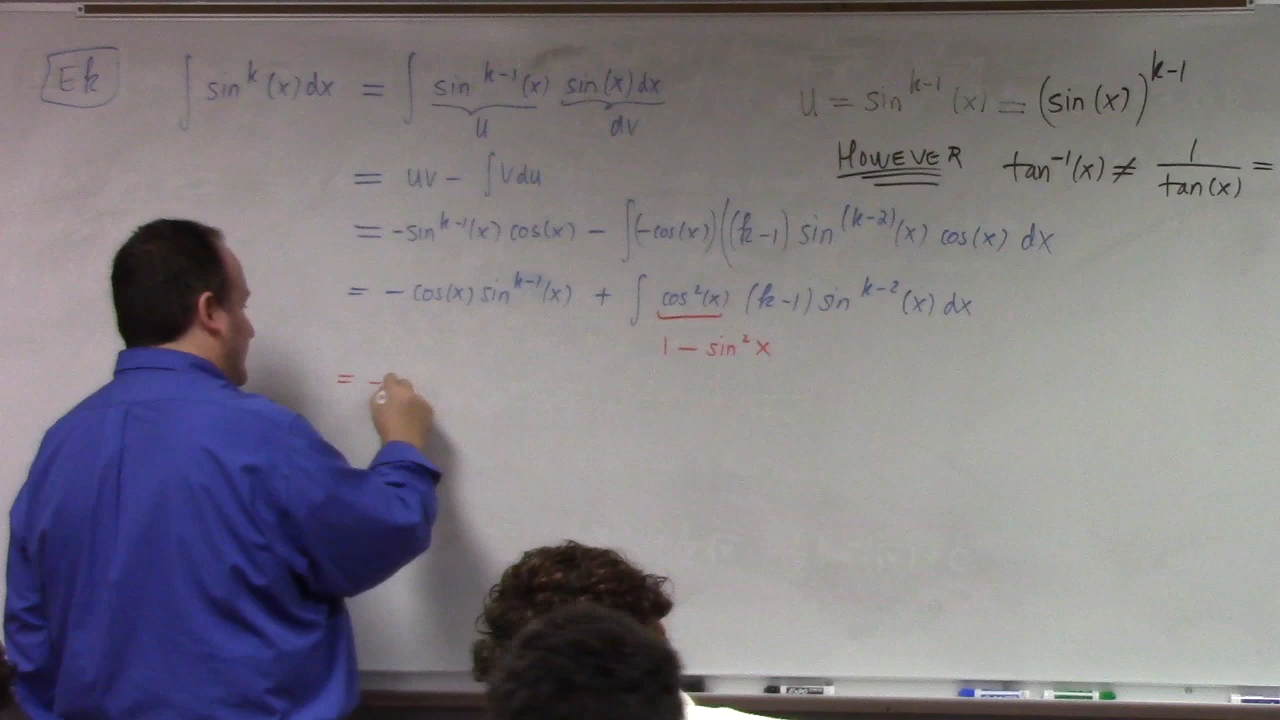 Ek
∫ sin^k (x) dx = ∫ sin^{k-1}(x) sin(x) dx
u dv
= uv - ∫ v du
= -sin^{k-1}(x) cos(x) - ∫(-cos(x))((k-1) sin^{(k-2)}(x) cos(x) dx
= - cos(x) sin^{k-1}(x) + ∫ cos²(x) (k-1) sin^{k-2}(x) dx
1 - sin² x
= -
u = sin^{k-1}(x) = (sin(x))^{k-1}
HOWEVER tan^{-1}(x) ≠ 1/tan(x) =